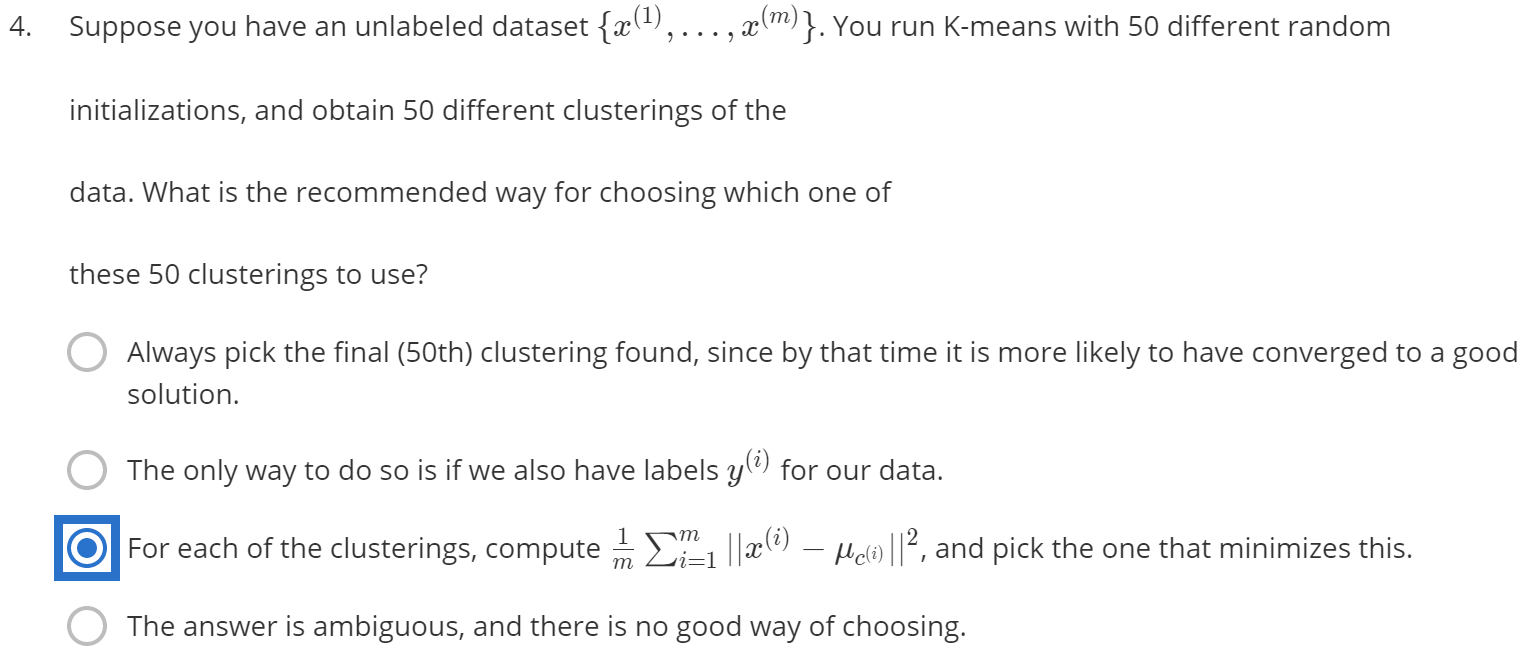 4. Suppose you have an unlabeled dataset {x^(1), . . . , x^(m)}. You run K-means with 50 different random
initializations, and obtain 50 different clusterings of the
data. What is the recommended way for choosing which one of
these 50 clusterings to use?
Always pick the final (50th) clustering found, since by that time it is more likely to have converged to a good
solution.
The only way to do so is if we also have labels y^(i) for our data.
For each of the clusterings, compute 1/m ∑_{i=1}^m ||x^(i) − μ_{c^(i)}||^2, and pick the one that minimizes this.
The answer is ambiguous, and there is no good way of choosing.